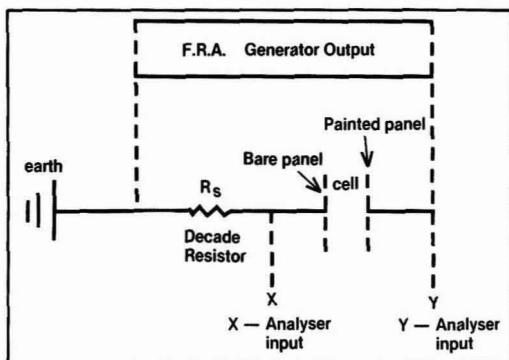 F.R.A. Generator Output
Painted panel
Bare panel
cell
earth
Rs
Decade
Resistor
X
X — Analyser
input
Y
Y — Analyser
input